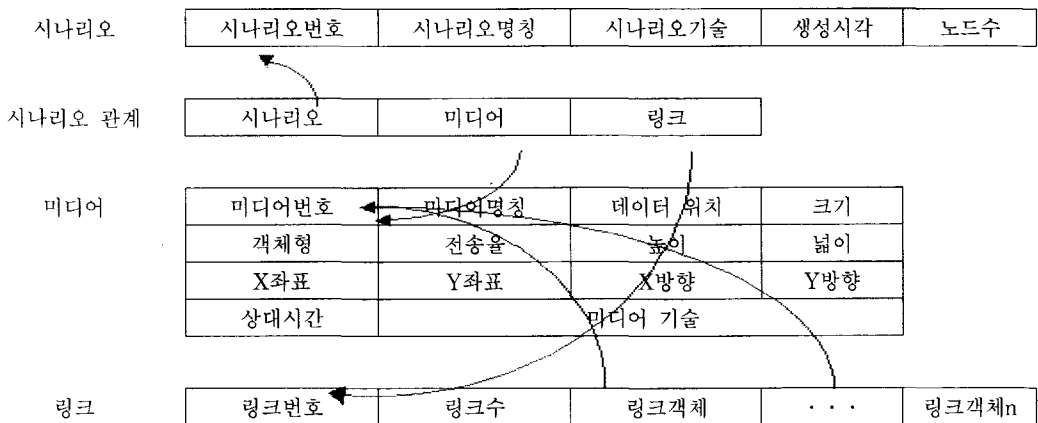 시나리오 시나리오번호 시나리오명칭 시나리오기술 생성시각 노드수
시나리오 관계 시나리오 미디어 링크
미디어 미디어번호 미디어명칭 데이터 위치 크기
객체형 전송율 높이 넓이
X좌표 Y좌표 X방향 Y방향
상대시간 미디어 기술
링크 링크번호 링크수 링크객체 · · · 링크객체n